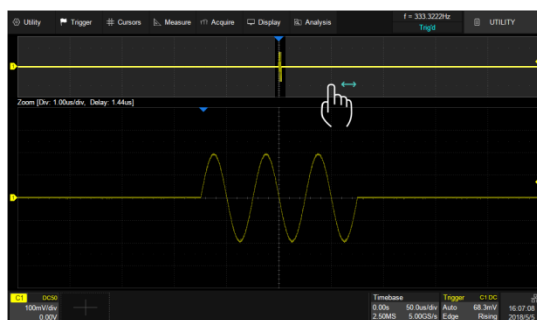 Utility Trigger Cursors Measure Acquire Display Analysis f = 333.3222Hz UTILITY
Trig'd
Zoom [Div: 1.00us/div, Delay: 1.44us]
C1 DC50 Timebase Trigger C1 DC
100mV/div 0.00s 50.0us/div Auto 68.3mV 16:07:08
0.00V 2.50MS 5.00GS/s Edge Rising 2018/5/5